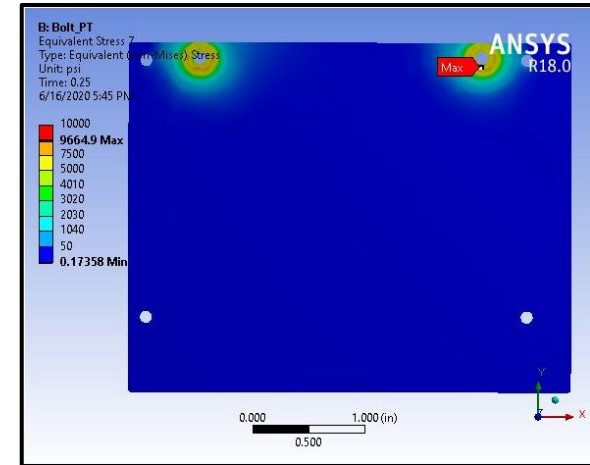 B: Bolt_PT
Equivalent Stress 7
Type: Equivalent (von-Mises) Stress
Unit: psi
Time: 0.25
6/16/2020 5:45 PM
ANSYS
R18.0
Max
10000
9664.9 Max
7500
5000
4010
3020
2030
1040
50
0.17358 Min
Y
X
0.000
1.000 (in)
0.500